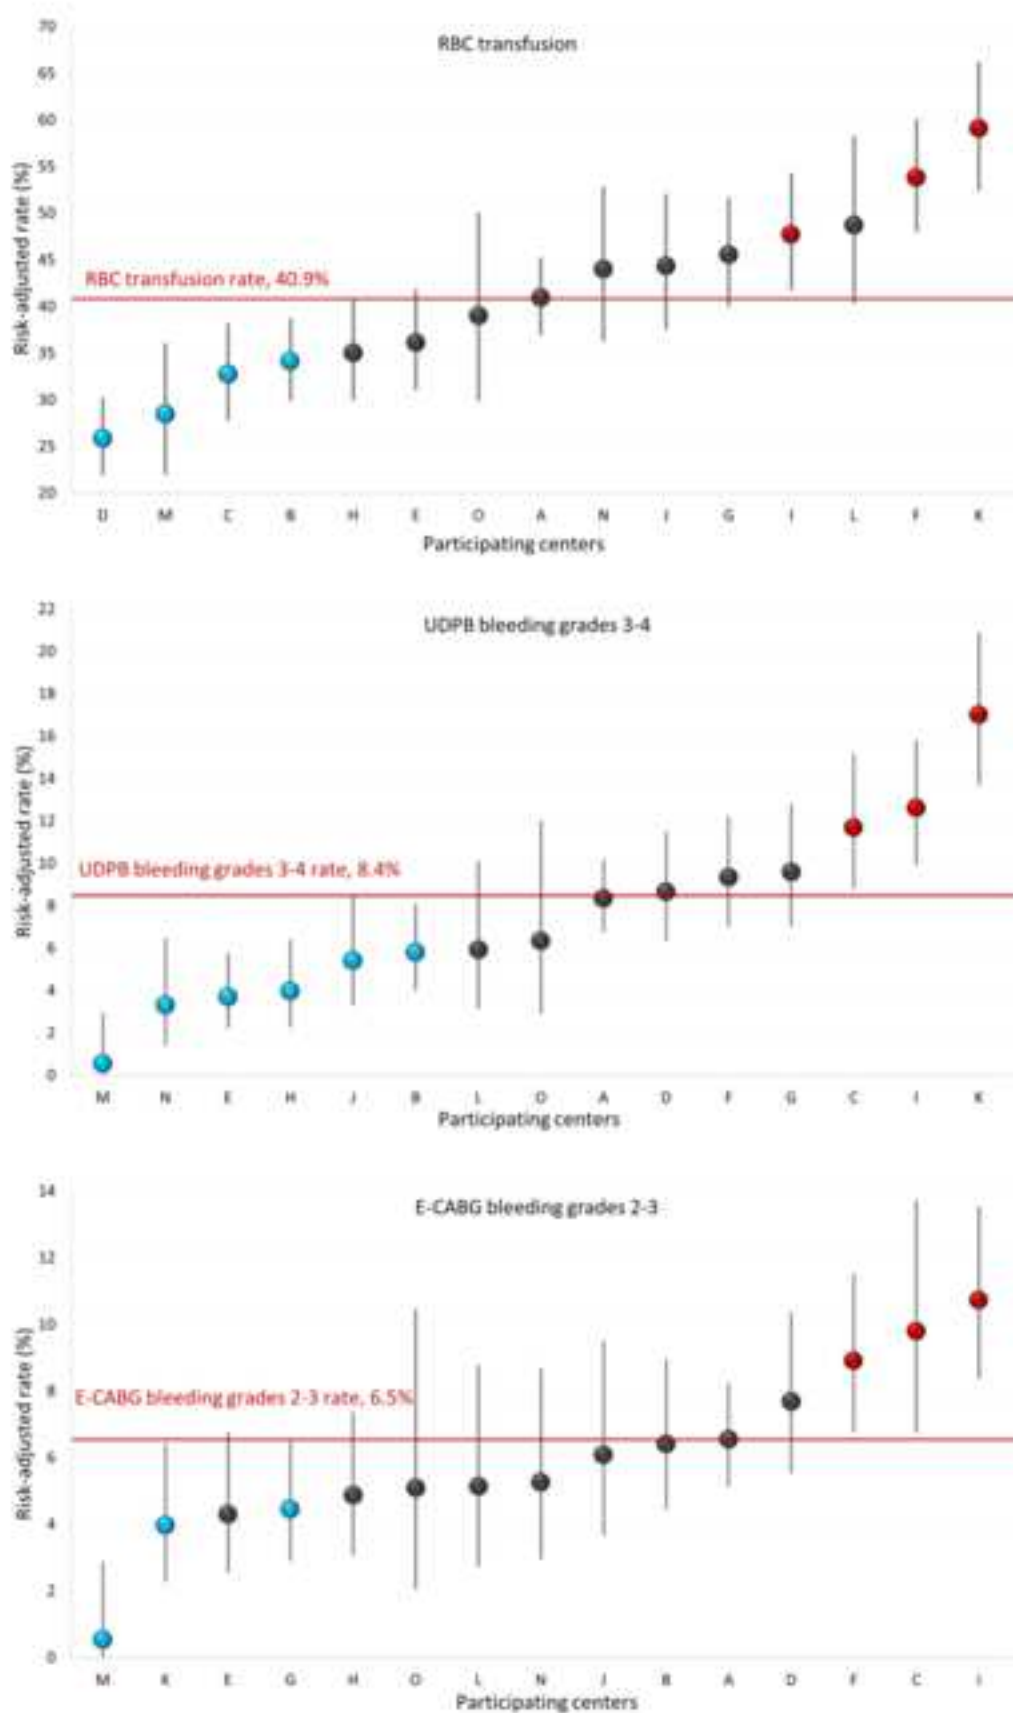 70
RBC transfusion
65
60
55
50
45
RBC transfusion rate, 40.9%
40
35
30
25
20
Risk-adjusted rate (%)
D M C B H E O A N J G I L F K
Participating centers
22
UDPB bleeding grades 3-4
20
18
16
14
12
10
UDPB bleeding grades 3-4 rate, 8.4%
8
6
4
2
0
Risk-adjusted rate (%)
M N E H J B L O A D F G C I K
Participating centers
14
E-CABG bleeding grades 2-3
12
10
8
E-CABG bleeding grades 2-3 rate, 6.5%
6
4
2
0
Risk-adjusted rate (%)
M K E G H O L N J B A D F C I
Participating centers